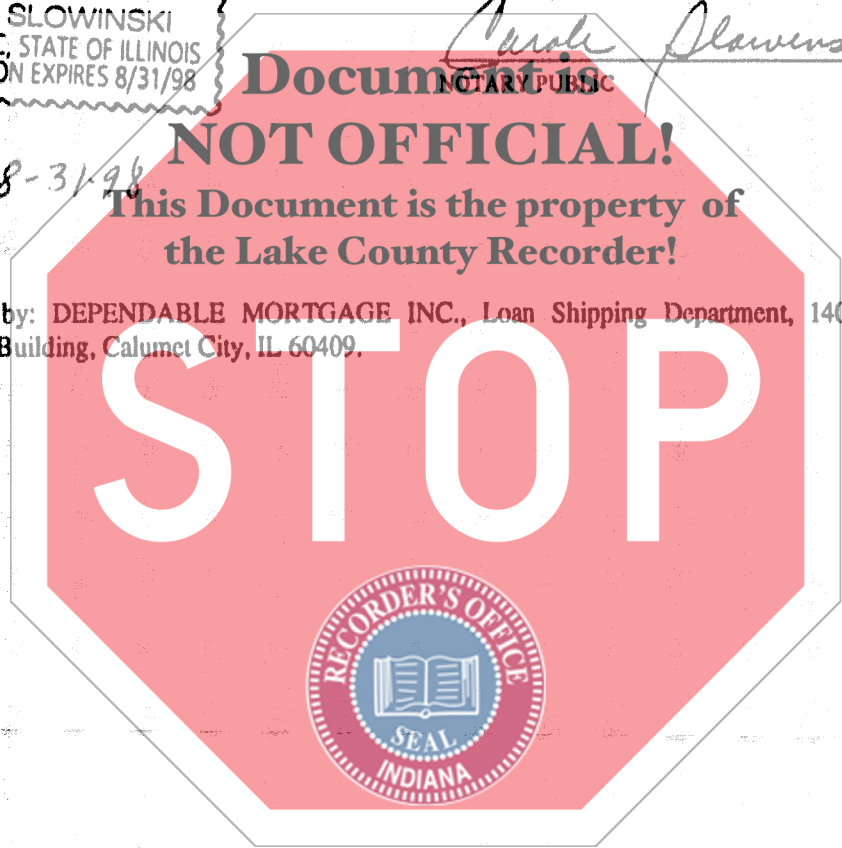 SLOWINSKI
STATE OF ILLINOIS
N EXPIRES 8/31/98
Carole
NOTARY PUBLIC
Document is
NOT OFFICIAL!
8-31-98
This Document is the property of
the Lake County Recorder!
by: DEPENDABLE MORTGAGE INC., Loan Shipping Department, 140
Building, Calumet City, IL 60409.
STOP
RECORDER'S OFFICE
SEAL
INDIANA